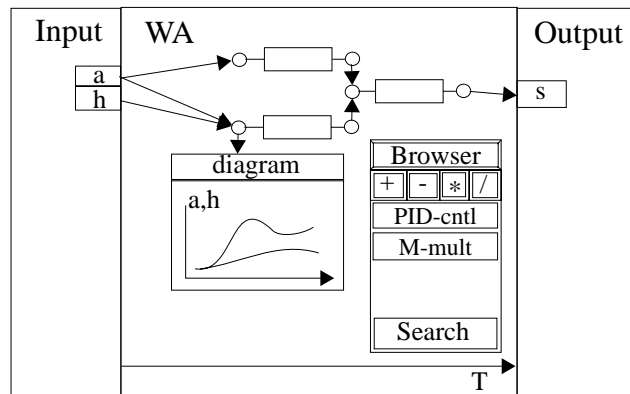 Input
WA
Output
a
h
s
diagram
a,h
Browser
+ - * /
PID-cntl
M-mult
Search
T